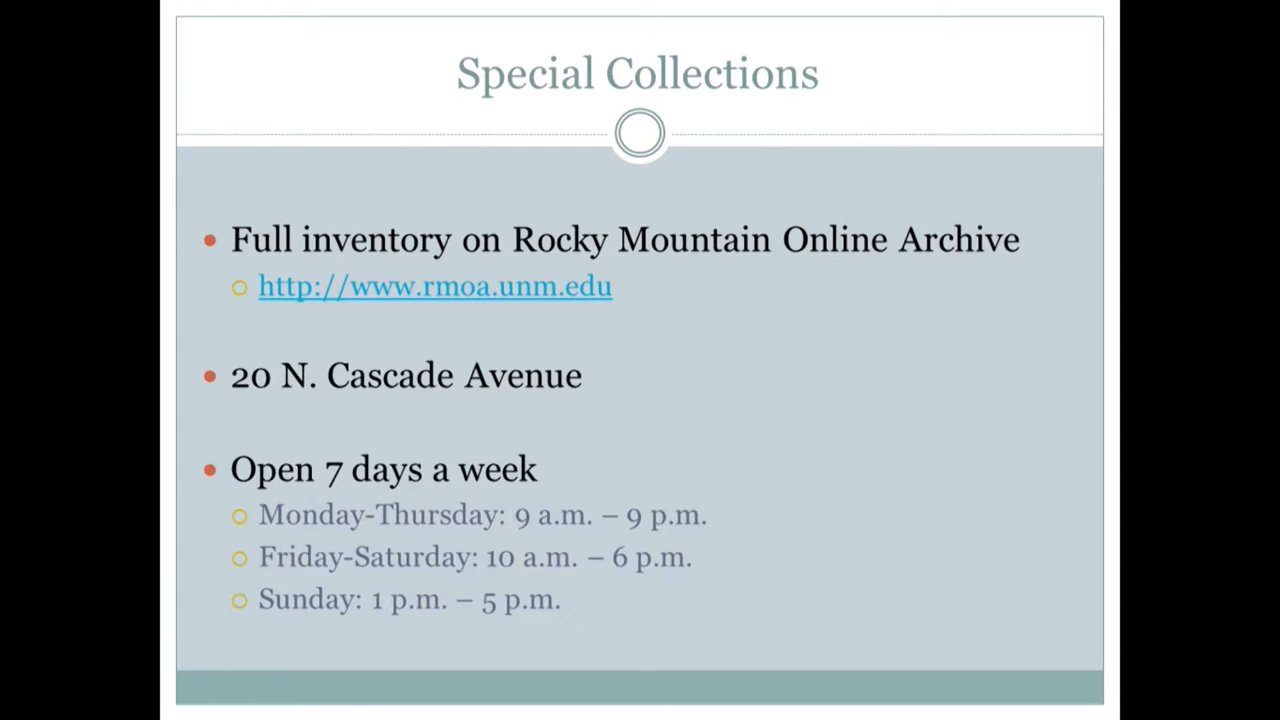 Special Collections
Full inventory on Rocky Mountain Online Archive
http://www.rmoa.unm.edu
20 N. Cascade Avenue
Open 7 days a week
Monday-Thursday: 9 a.m. – 9 p.m.
Friday-Saturday: 10 a.m. – 6 p.m.
Sunday: 1 p.m. – 5 p.m.